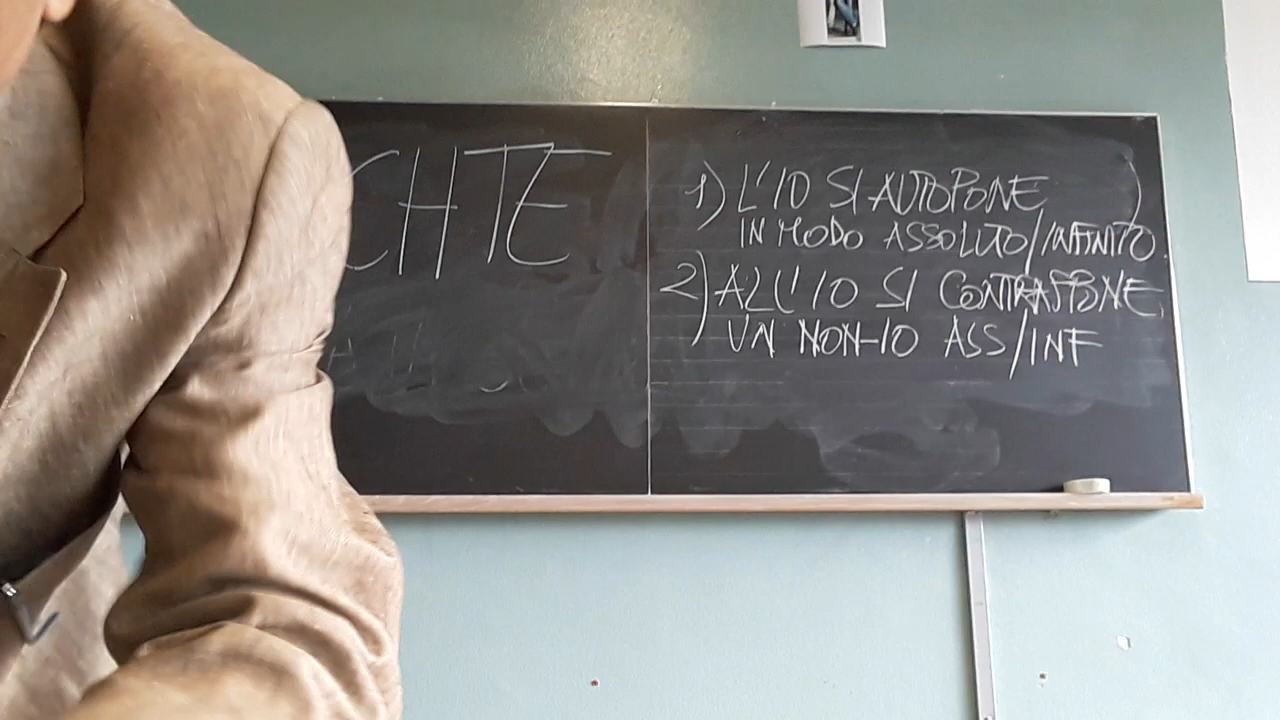 CHTE
1) L'IO SI AUTOPONE
IN MODO ASSOLUTO/INFINITO
2) ALL'IO SI CONTRAPPONE
UN NON-IO ASS/INF